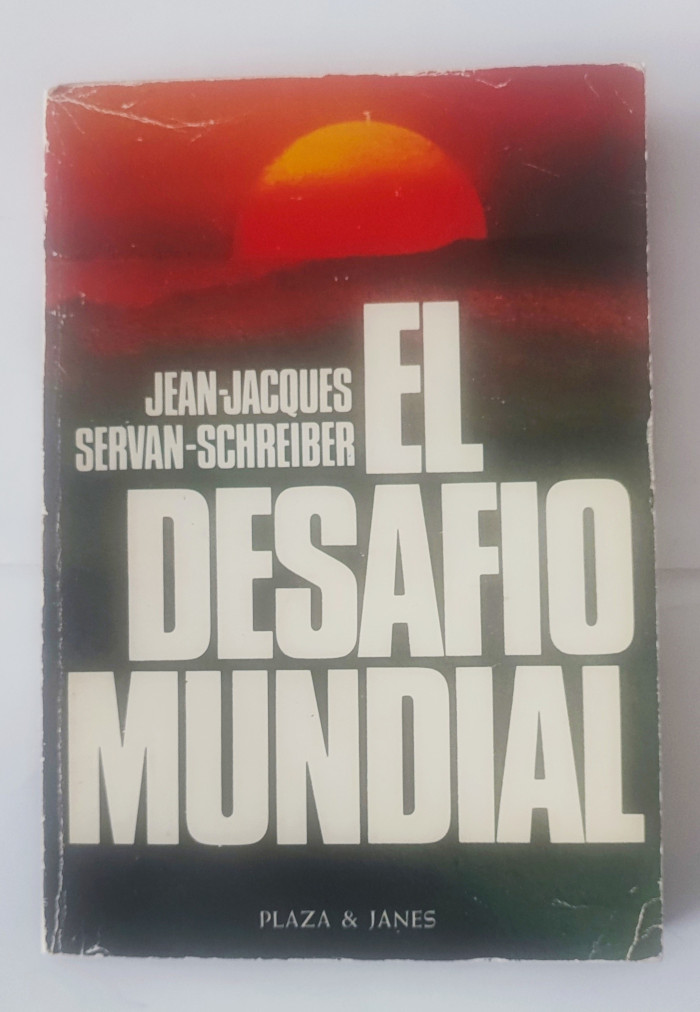 JEAN-JACQUES
SERVAN-SCHREIBER
EL
DESAFIO
MUNDIAL
PLAZA & JANES